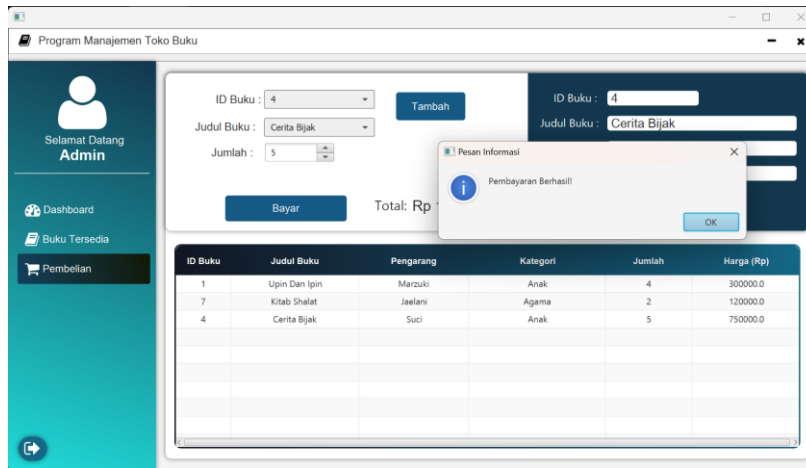 Program Manajemen Toko Buku
Selamat Datang
Admin
Dashboard
Buku Tersedia
Pembelian
ID Buku : 4
Tambah
Judul Buku : Cerita Bijak
Jumlah : 5
Bayar
Total: Rp
ID Buku : 4
Judul Buku : Cerita Bijak
Pesan Informasi
Pembayaran Berhasil!
OK
ID Buku Judul Buku Pengarang Kategori Jumlah Harga (Rp)
1 Upin Dan Ipin Marzuki Anak 4 300000.0
7 Kitab Shalat Jaelani Agama 2 120000.0
4 Cerita Bijak Suci Anak 5 750000.0